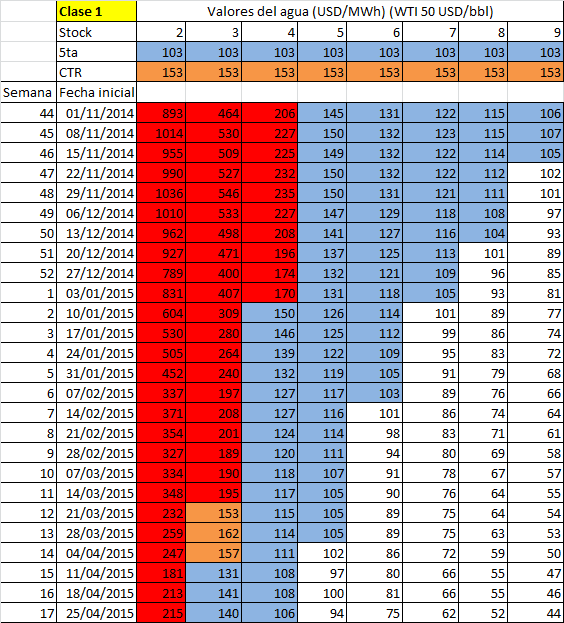 Clase 1 Valores del agua (USD/MWh) (WTI 50 USD/bbl)
Stock 2 3 4 5 6 7 8 9
5ta 103 103 103 103 103 103 103 103
CTR 153 153 153 153 153 153 153 153
Semana Fecha inicial
44 01/11/2014 893 464 206 145 131 122 115 106
45 08/11/2014 1014 530 227 150 132 123 115 107
46 15/11/2014 955 509 225 149 132 122 114 105
47 22/11/2014 990 527 232 150 132 122 112 102
48 29/11/2014 1036 546 235 150 131 121 111 101
49 06/12/2014 1010 533 227 147 129 118 108 97
50 13/12/2014 962 498 208 141 127 116 104 93
51 20/12/2014 927 471 196 137 125 113 101 89
52 27/12/2014 789 400 174 132 121 109 96 85
1 03/01/2015 831 407 170 131 118 105 93 81
2 10/01/2015 604 309 150 126 114 101 89 77
3 17/01/2015 530 280 146 125 112 99 86 74
4 24/01/2015 505 264 139 122 109 95 83 72
5 31/01/2015 452 240 132 119 105 91 79 68
6 07/02/2015 337 197 127 117 103 89 76 66
7 14/02/2015 371 208 127 116 101 86 74 64
8 21/02/2015 354 201 124 114 98 83 71 61
9 28/02/2015 327 189 120 111 94 80 69 58
10 07/03/2015 334 190 118 107 91 78 67 57
11 14/03/2015 348 195 117 105 90 76 64 55
12 21/03/2015 232 153 115 105 89 75 64 54
13 28/03/2015 259 162 114 105 89 75 63 53
14 04/04/2015 247 157 111 102 86 72 59 50
15 11/04/2015 181 131 108 97 80 66 55 47
16 18/04/2015 213 141 108 100 81 66 55 46
17 25/04/2015 215 140 106 94 75 62 52 44